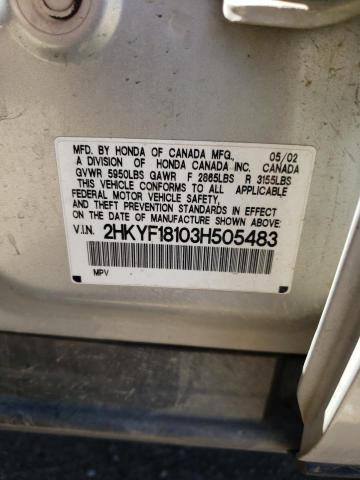 MFD. BY HONDA OF CANADA MFG., 05/02
A DIVISION OF HONDA CANADA INC. CANADA
GVWR 5950LBS GAWR F 2865LBS R 3155LBS
THIS VEHICLE CONFORMS TO ALL APPLICABLE
FEDERAL MOTOR VEHICLE SAFETY, BUMPER,
AND THEFT PREVENTION STANDARDS IN EFFECT
ON THE DATE OF MANUFACTURE SHOWN ABOVE.
V.I.N. 2HKYF18103H505483
MPV